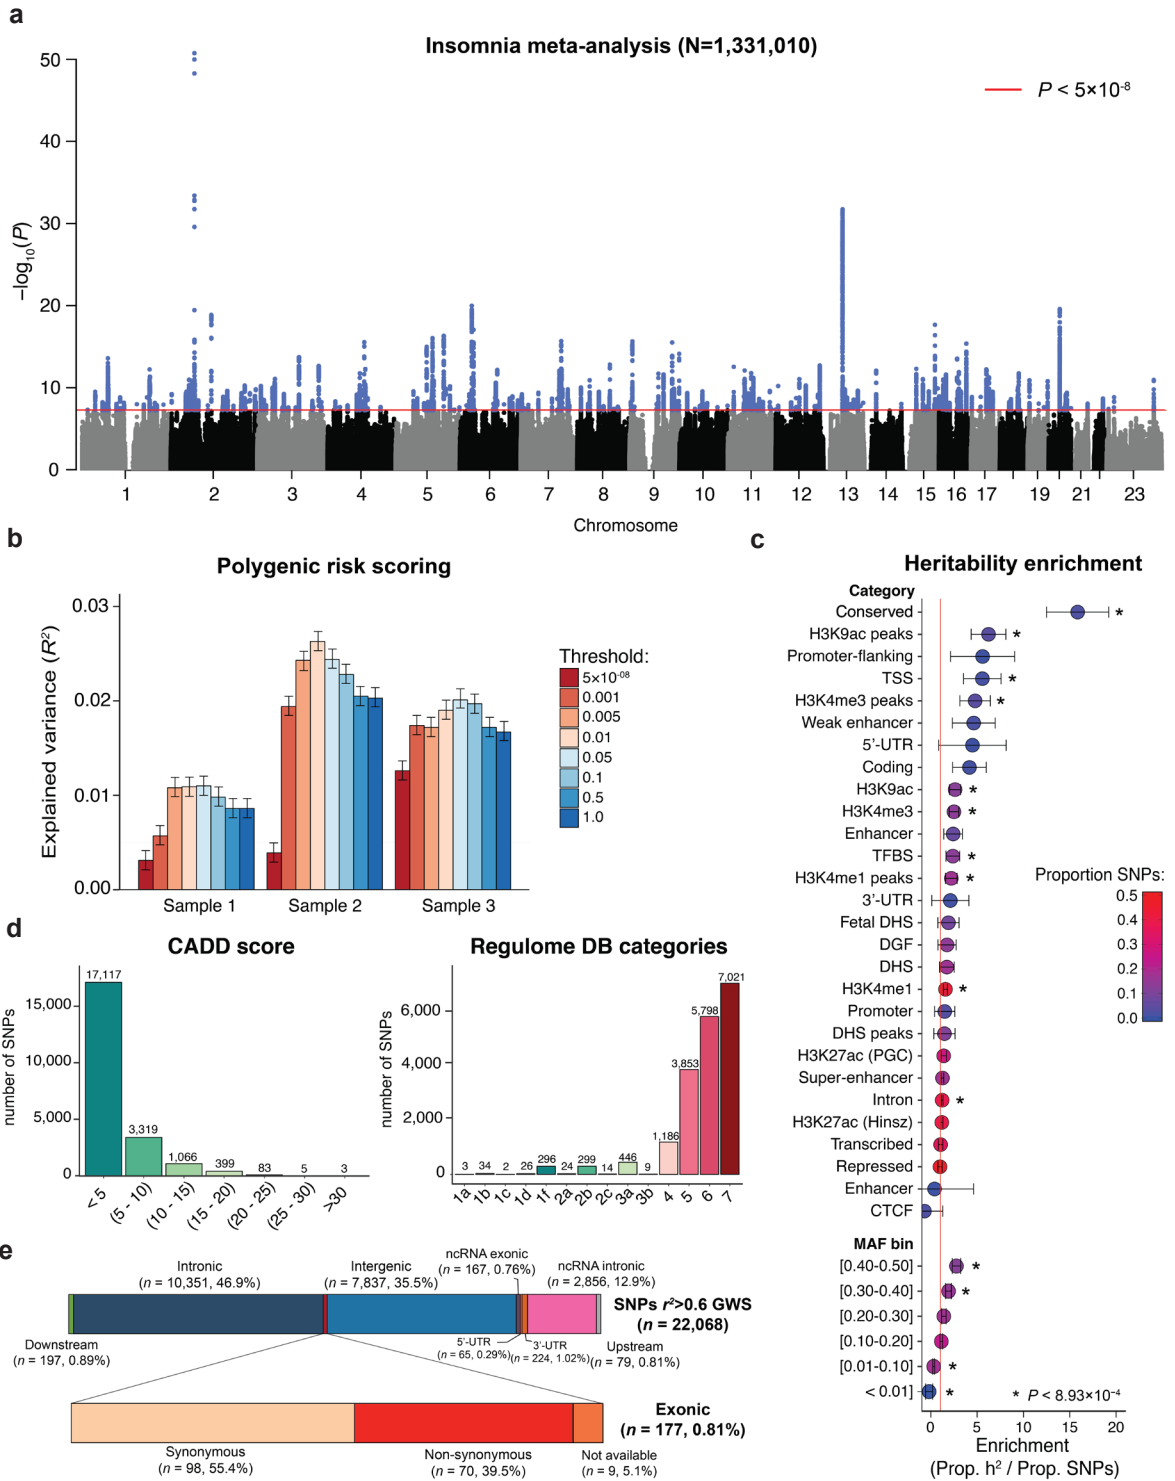 a
Insomnia meta-analysis (N=1,331,010)
P < 5×10-8
50
40
30
20
10
0
−log10(P)
1 2 3 4 5 6 7 8 9 10 11 12 13 14 15 16 17 19 21 23
Chromosome
b
Polygenic risk scoring
Explained variance (R2)
0.03
0.02
0.01
0.00
Sample 1 Sample 2 Sample 3
Threshold:
5×10-08
0.001
0.005
0.01
0.05
0.1
0.5
1.0
c
Heritability enrichment
Category
Conserved *
H3K9ac peaks *
Promoter-flanking
TSS *
H3K4me3 peaks *
Weak enhancer
5'-UTR
Coding
H3K9ac *
H3K4me3 *
Enhancer
TFBS *
H3K4me1 peaks *
3'-UTR
Fetal DHS
DGF
DHS
H3K4me1 *
Promoter
DHS peaks
H3K27ac (PGC)
Super-enhancer
Intron *
H3K27ac (Hinsz)
Transcribed
Repressed
Enhancer
CTCF
MAF bin
[0.40-0.50] *
[0.30-0.40] *
[0.20-0.30]
[0.10-0.20]
[0.01-0.10] *
< 0.01] *
* P < 8.93×10−4
0 5 10 15 20
Enrichment
(Prop. h2 / Prop. SNPs)
Proportion SNPs:
0.5
0.4
0.3
0.2
0.1
0.0
d
CADD score
number of SNPs
15,000
10,000
5,000
0
17,117
3,319
1,066
399
83
5
3
< 5
(5 - 10)
(10 - 15)
(15 - 20)
(20 - 25)
(25 - 30)
>30
Regulome DB categories
number of SNPs
6,000
4,000
2,000
0
3 34 2 26 296 24 299 14 446 9 1,186 3,853 5,798 7,021
1a 1b 1c 1d 1f 2a 2b 2c 3a 3b 4 5 6 7
e
Intronic
(n = 10,351, 46.9%)
Intergenic
(n = 7,837, 35.5%)
ncRNA exonic
(n = 167, 0.76%)
ncRNA intronic
(n = 2,856, 12.9%)
SNPs r2>0.6 GWS
(n = 22,068)
Downstream
(n = 197, 0.89%)
5'-UTR
(n = 65, 0.29%)
3'-UTR
(n = 224, 1.02%)
Upstream
(n = 79, 0.81%)
Exonic
(n = 177, 0.81%)
Synonymous
(n = 98, 55.4%)
Non-synonymous
(n = 70, 39.5%)
Not available
(n = 9, 5.1%)